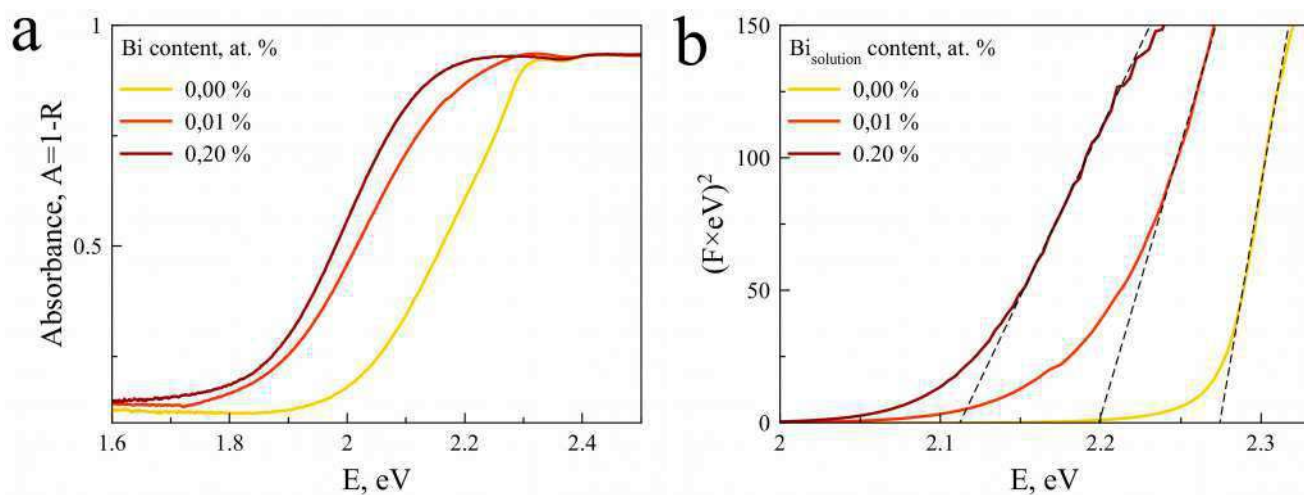 a
1
Bi content, at. %
0,00 %
0,01 %
0,20 %
0.5
Absorbance, A=1-R
1.6
1.8
2
2.2
2.4
E, eV
b
150
Bi_solution content, at. %
0,00 %
0,01 %
0.20 %
100
50
0
(F×eV)²
2
2.1
2.2
2.3
E, eV